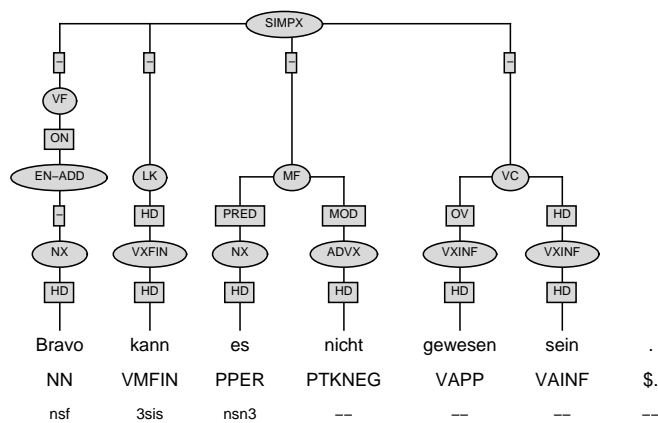 SIMPX
– – – –
VF
ON
EN–ADD LK MF VC
– HD PRED MOD OV HD
NX VXFIN NX ADVX VXINF VXINF
HD HD HD HD HD HD
Bravo kann es nicht gewesen sein .
NN VMFIN PPER PTKNEG VAPP VAINF $.
nsf 3sis nsn3 –– –– –– ––